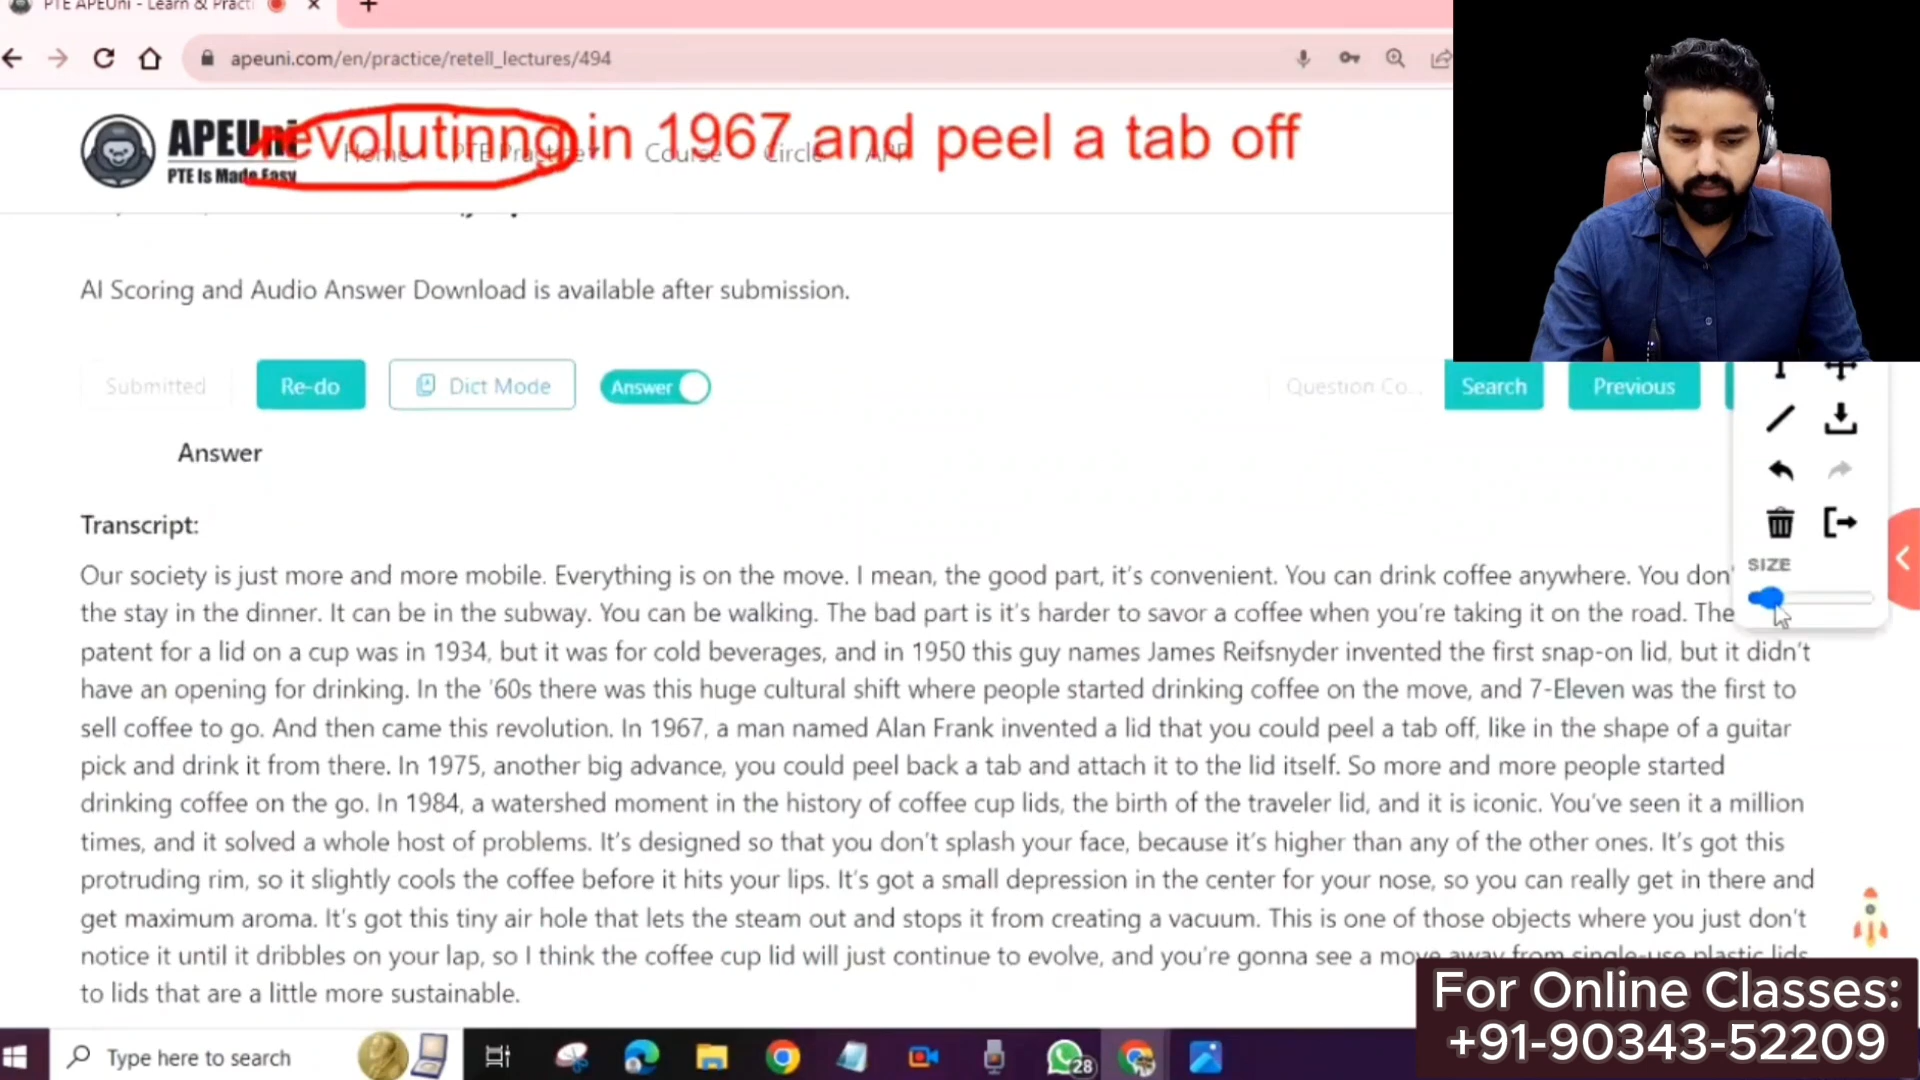 PTE APEUni - Learn & Practi
apeuni.com/en/practice/retell_lectures/494
APEUni
PTE Is Made Easy
Home PTE Practice Course Circle APP
evolutinng in 1967 and peel a tab off
AI Scoring and Audio Answer Download is available after submission.
Submitted Re-do Dict Mode Answer Question Co... Search Previous
Answer
SIZE
Transcript:
Our society is just more and more mobile. Everything is on the move. I mean, the good part, it's convenient. You can drink coffee anywhere. You don'
the stay in the dinner. It can be in the subway. You can be walking. The bad part is it's harder to savor a coffee when you're taking it on the road. The
patent for a lid on a cup was in 1934, but it was for cold beverages, and in 1950 this guy names James Reifsnyder invented the first snap-on lid, but it didn't
have an opening for drinking. In the '60s there was this huge cultural shift where people started drinking coffee on the move, and 7-Eleven was the first to
sell coffee to go. And then came this revolution. In 1967, a man named Alan Frank invented a lid that you could peel a tab off, like in the shape of a guitar
pick and drink it from there. In 1975, another big advance, you could peel back a tab and attach it to the lid itself. So more and more people started
drinking coffee on the go. In 1984, a watershed moment in the history of coffee cup lids, the birth of the traveler lid, and it is iconic. You've seen it a million
times, and it solved a whole host of problems. It's designed so that you don't splash your face, because it's higher than any of the other ones. It's got this
protruding rim, so it slightly cools the coffee before it hits your lips. It's got a small depression in the center for your nose, so you can really get in there and
get maximum aroma. It's got this tiny air hole that lets the steam out and stops it from creating a vacuum. This is one of those objects where you just don't
notice it until it dribbles on your lap, so I think the coffee cup lid will just continue to evolve, and you're gonna see a move away from single-use plastic lids
to lids that are a little more sustainable.
For Online Classes:
+91-90343-52209
Type here to search
28